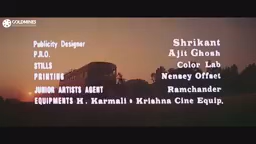 GOLDMINES
Publicity Designer Shrikant
P.R.O. Ajit Ghosh
STILLS Color Lab
PRINTING Nensey Offset
JUNIOR ARTISTS AGENT Ramchander
EQUIPMENTS H. Karmali & Krishna Cine Equip.